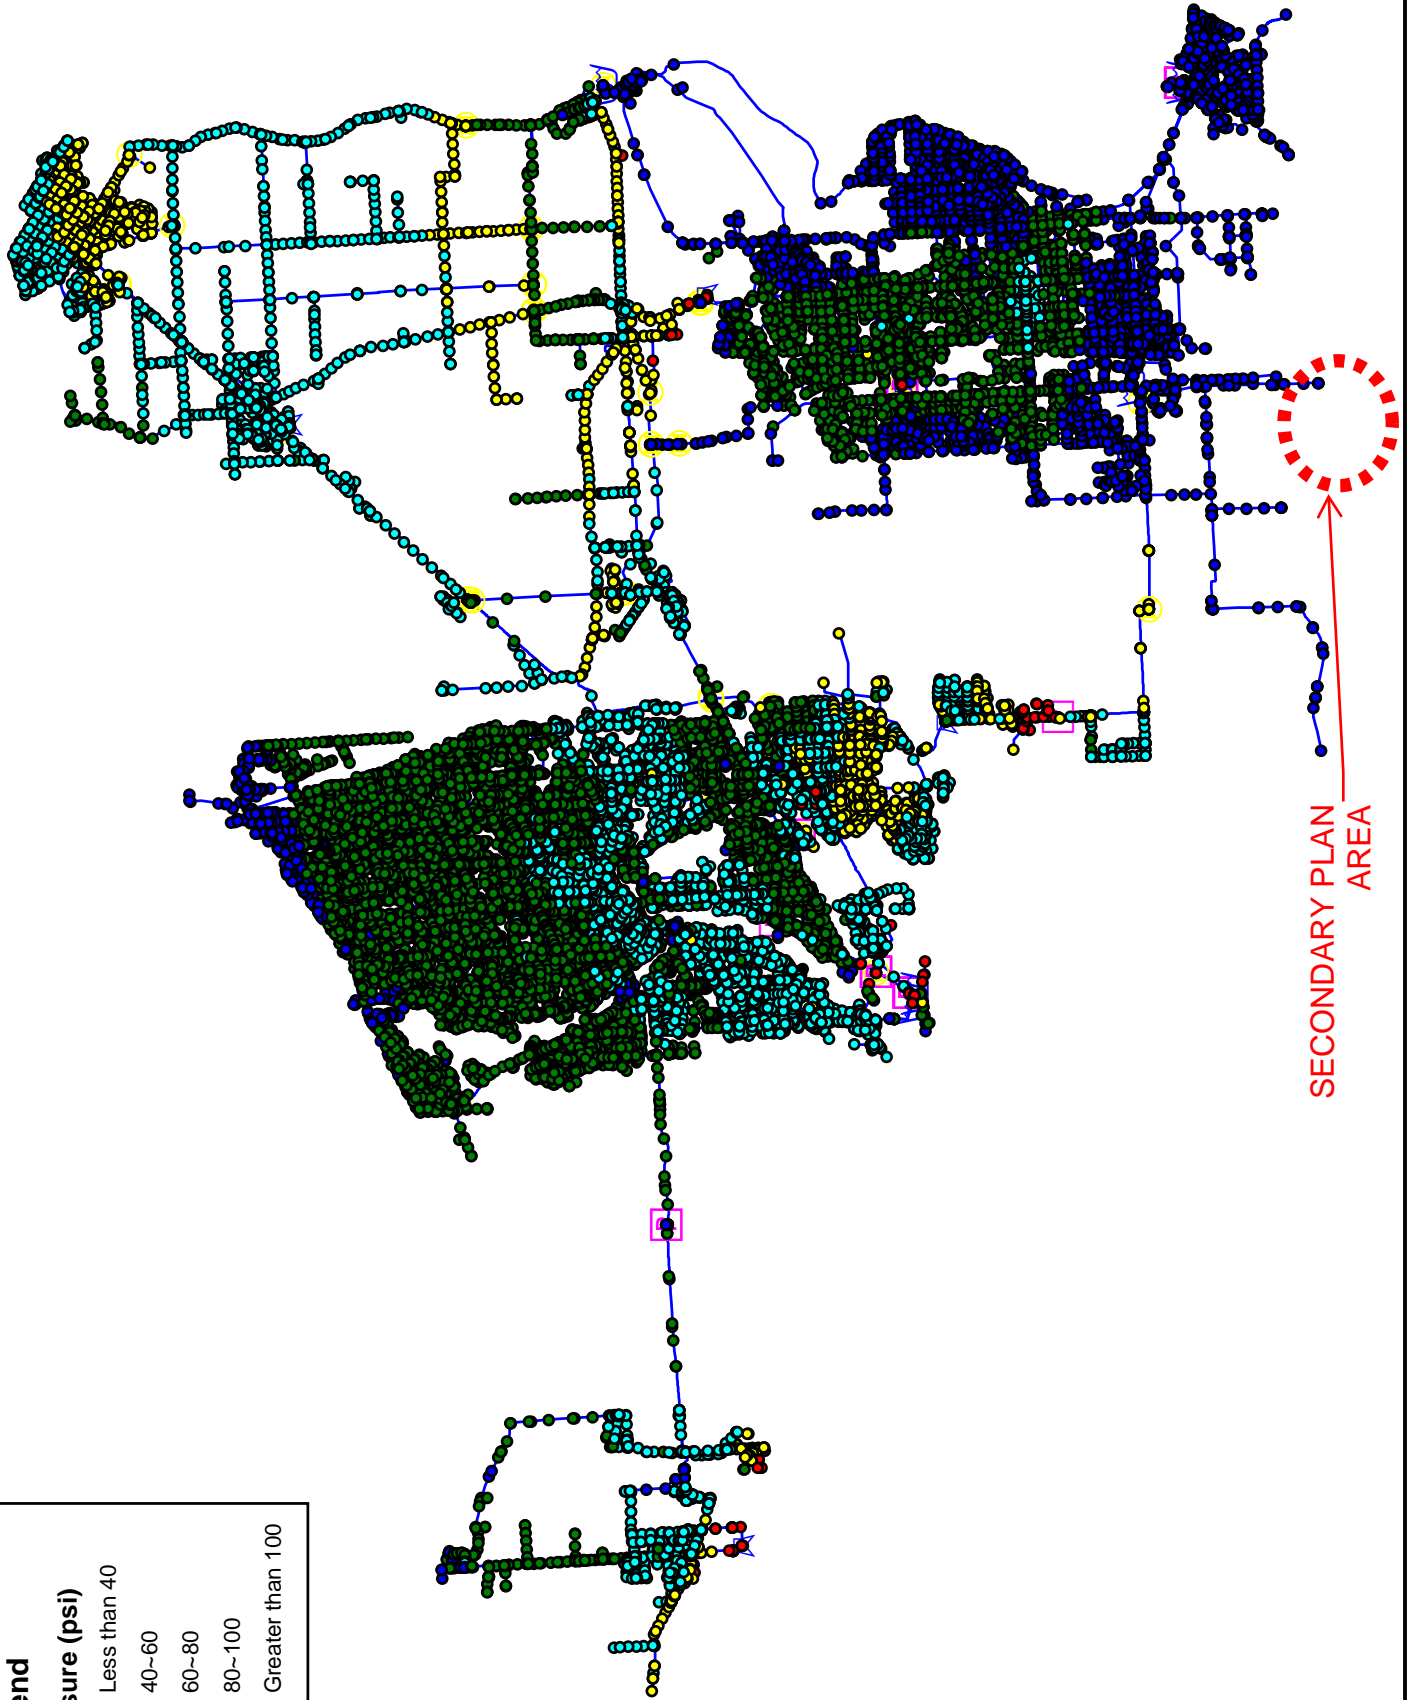 end
sure (psi)
Less than 40
40~60
60~80
80~100
Greater than 100
SECONDARY PLAN
AREA